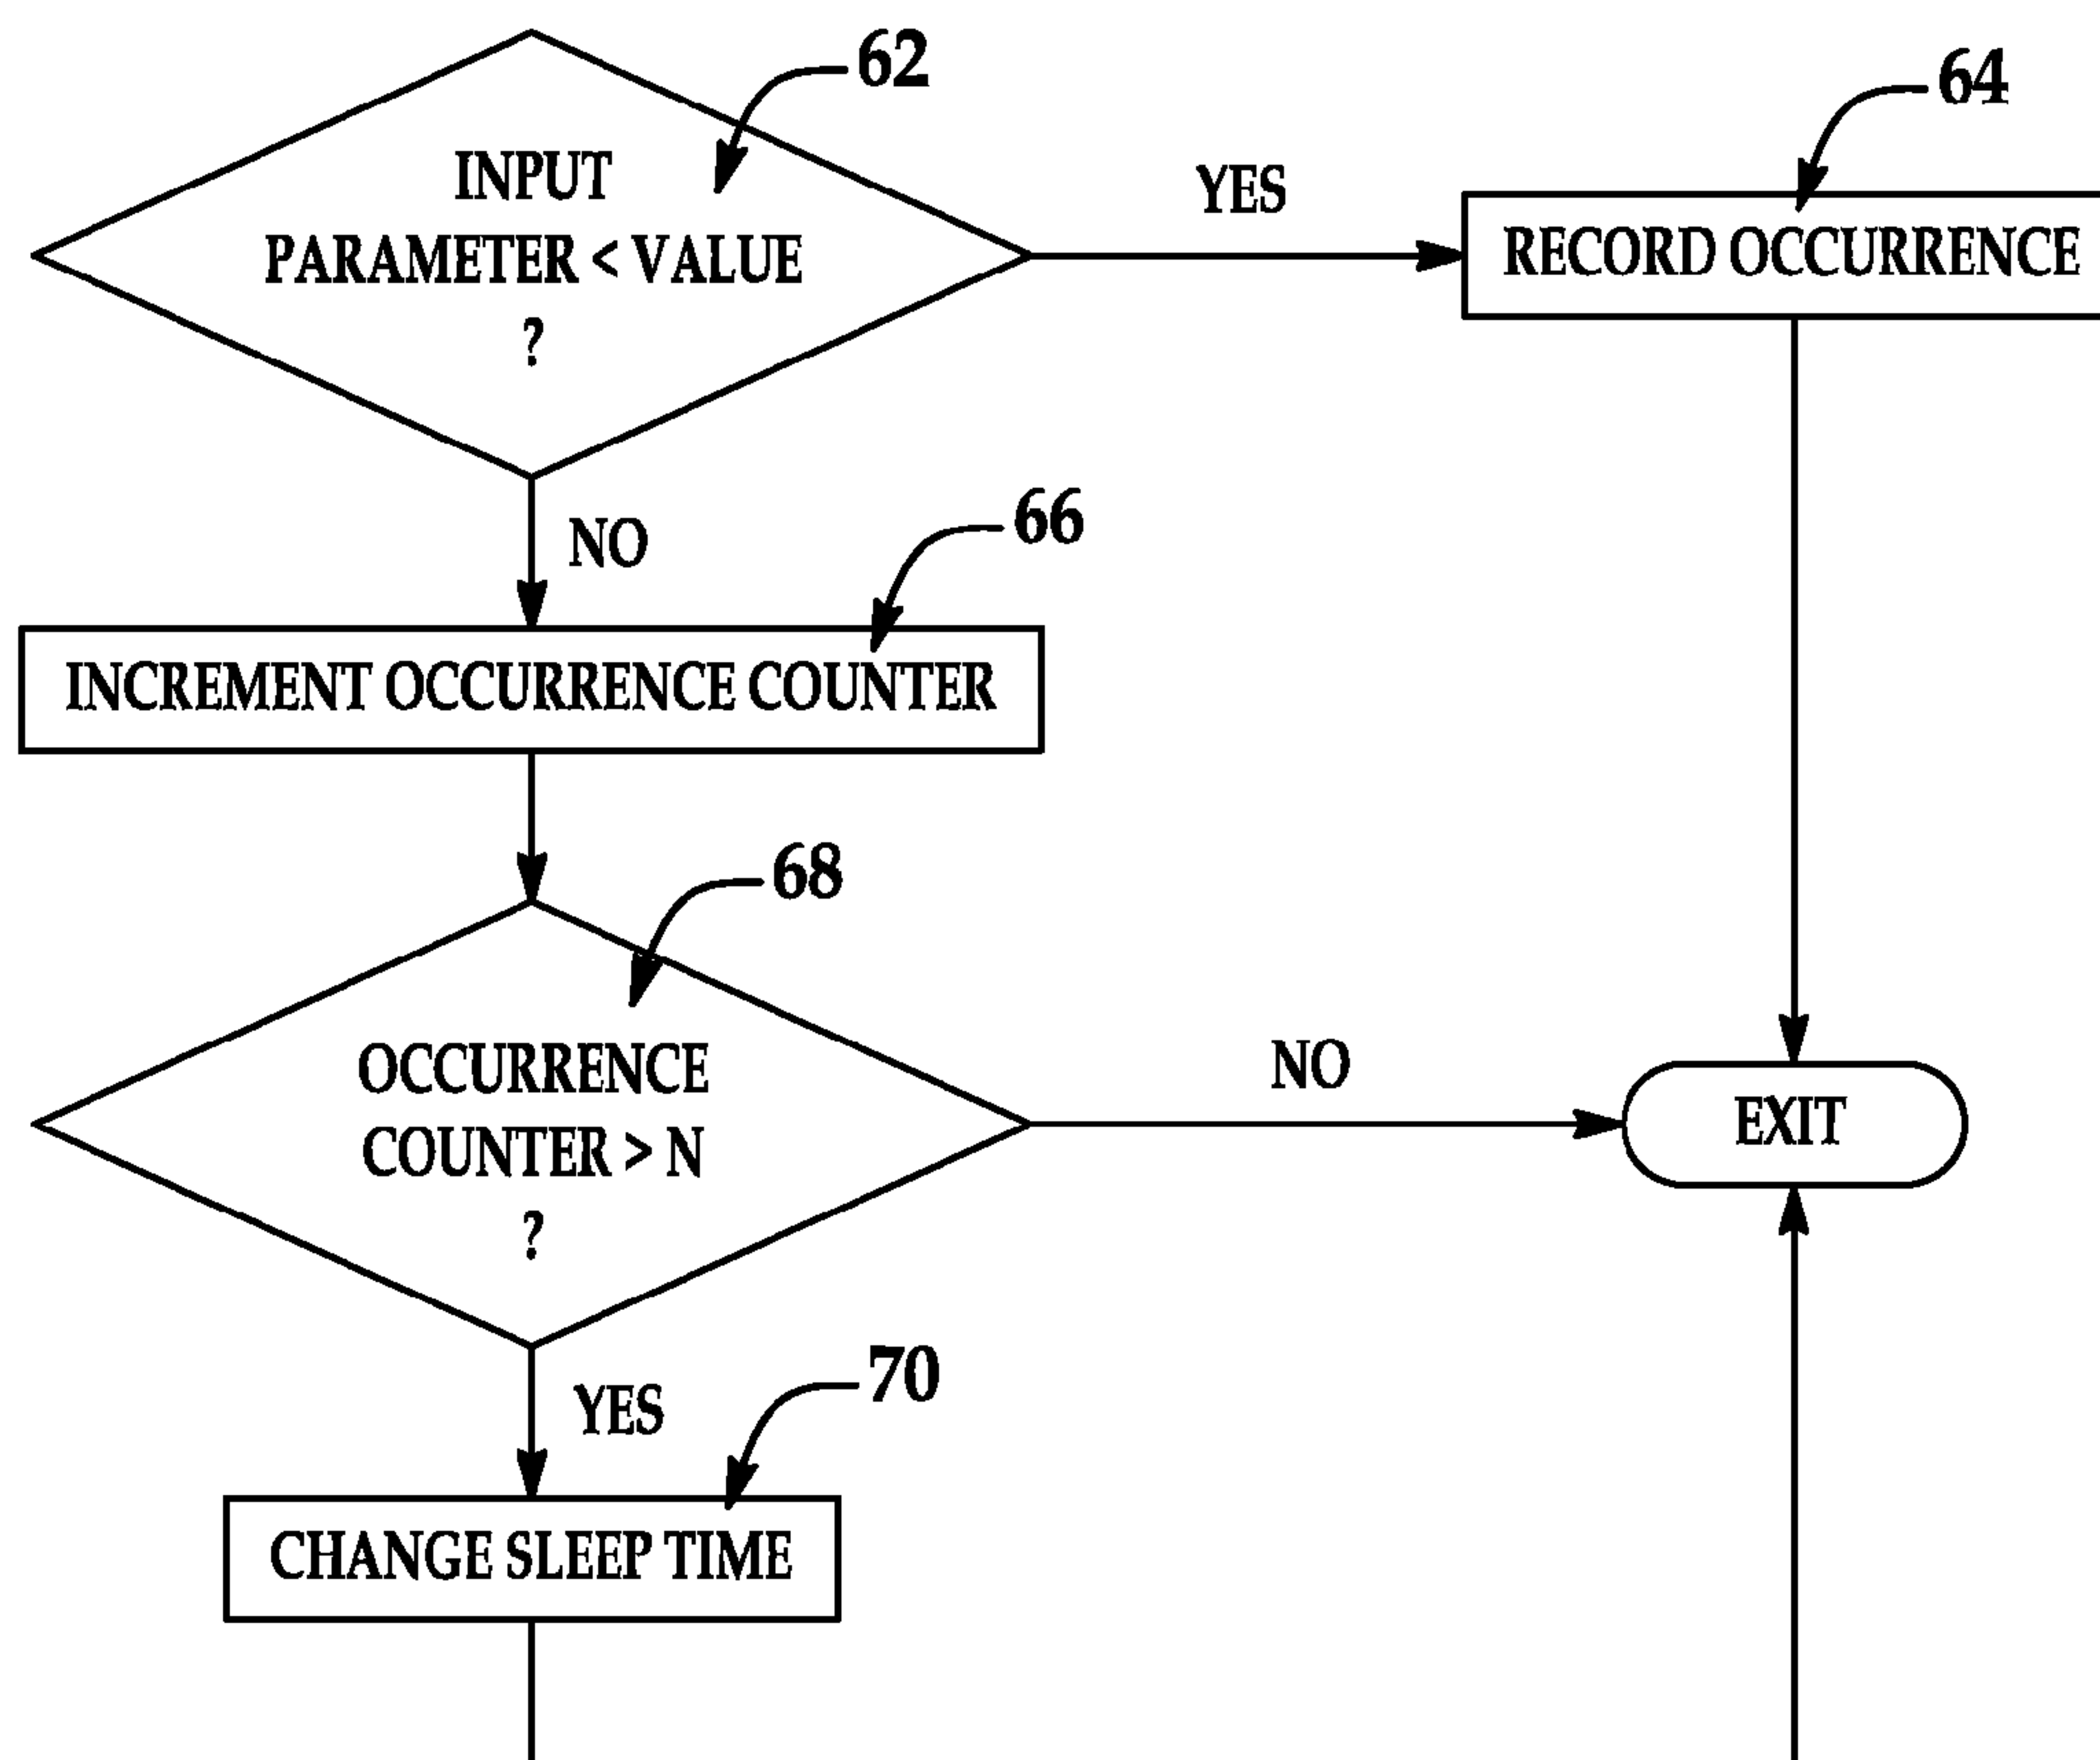 62
INPUT
PARAMETER < VALUE
?
YES
64
RECORD OCCURRENCE
NO
66
INCREMENT OCCURRENCE COUNTER
68
OCCURRENCE
COUNTER > N
?
NO
EXIT
YES
70
CHANGE SLEEP TIME